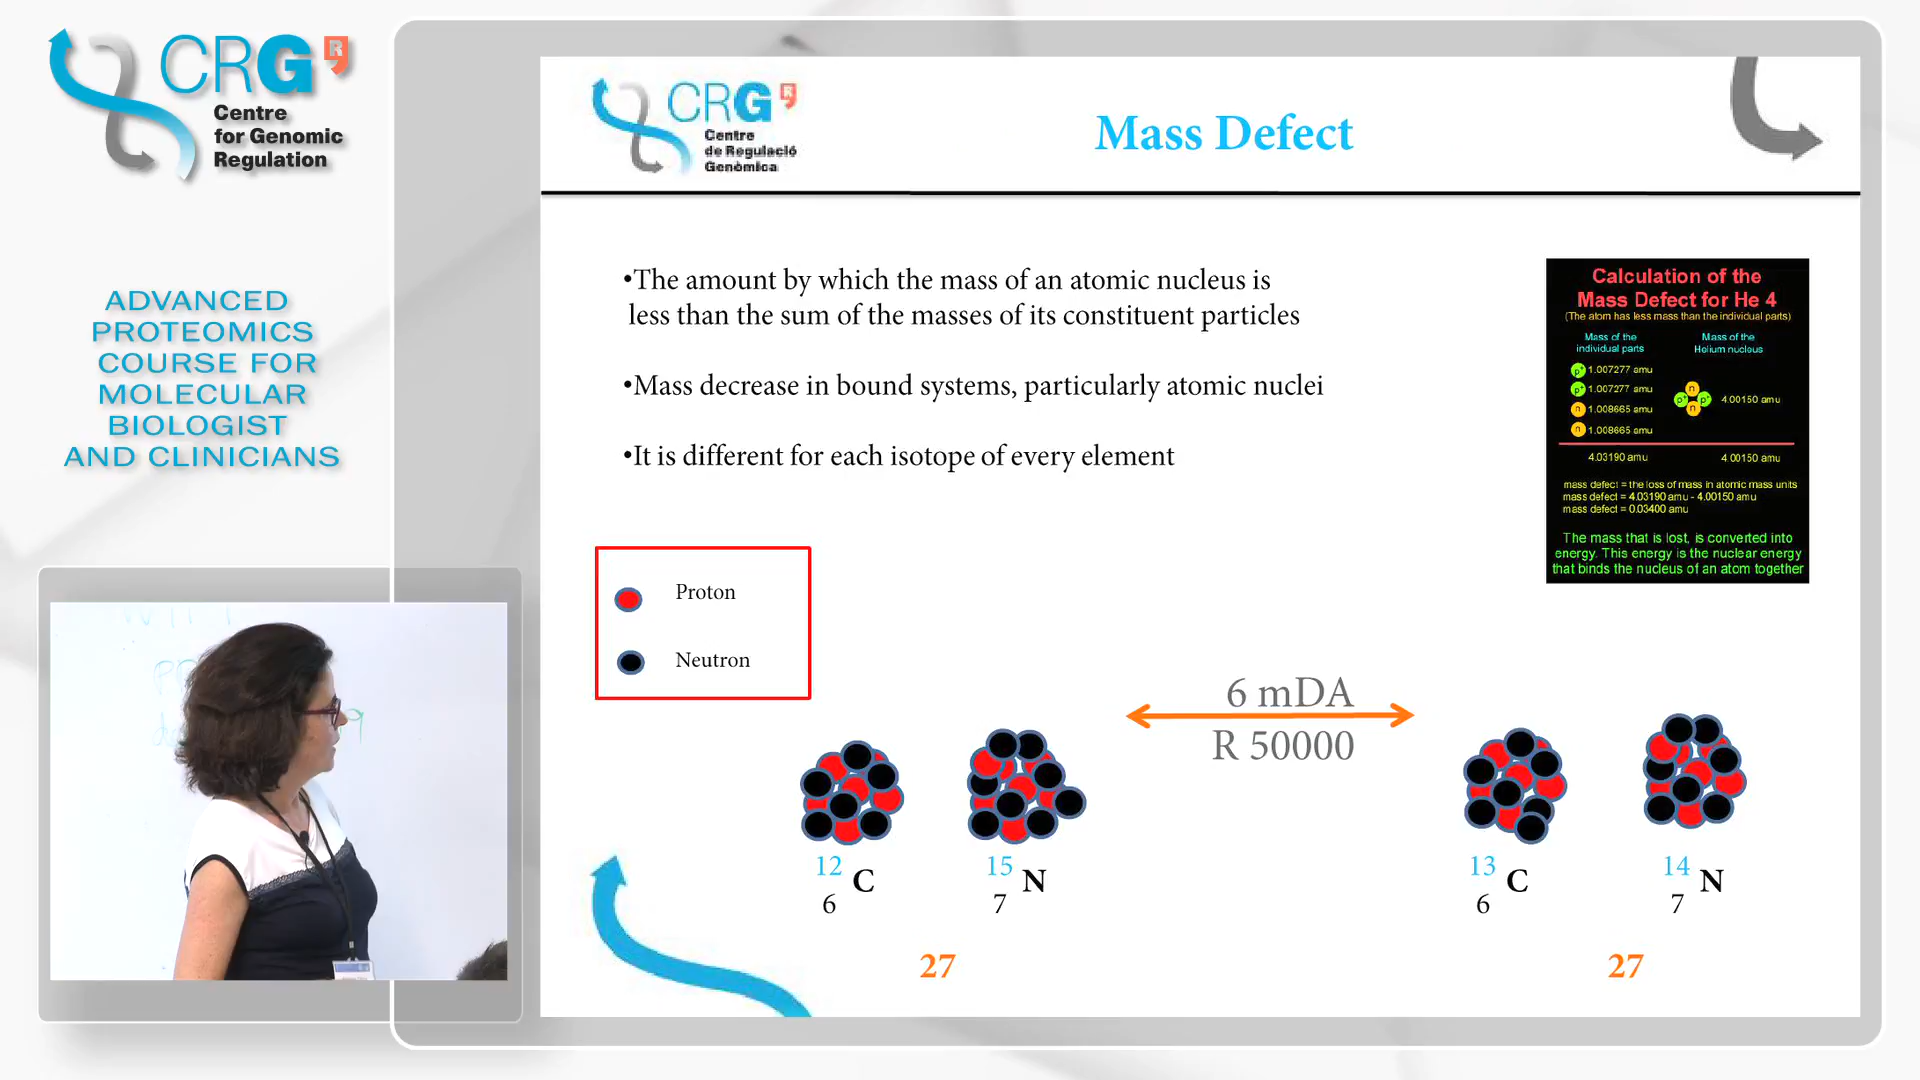 CRG R
Centre
for Genomic
Regulation
ADVANCED
PROTEOMICS
COURSE FOR
MOLECULAR
BIOLOGIST
AND CLINICIANS
CRG R
Centre
de Regulació
Genòmica
Mass Defect
•The amount by which the mass of an atomic nucleus is
less than the sum of the masses of its constituent particles
•Mass decrease in bound systems, particularly atomic nuclei
•It is different for each isotope of every element
Calculation of the
Mass Defect for He 4
(The atom has less mass than the individual parts)
Mass of the
individual parts
Mass of the
Helium nucleus
p+ 1.007277 amu
p+ 1.007277 amu
n 1.008665 amu
n 1.008665 amu
n
p+ p+
n
4.00150 amu
4.03190 amu 4.00150 amu
mass defect = the loss of mass in atomic mass units
mass defect = 4.03190 amu - 4.00150 amu
mass defect = 0.03400 amu
The mass that is lost, is converted into
energy. This energy is the nuclear energy
that binds the nucleus of an atom together
Proton
Neutron
6 mDA
R 50000
12
6 C
15
7 N
13
6 C
14
7 N
27
27